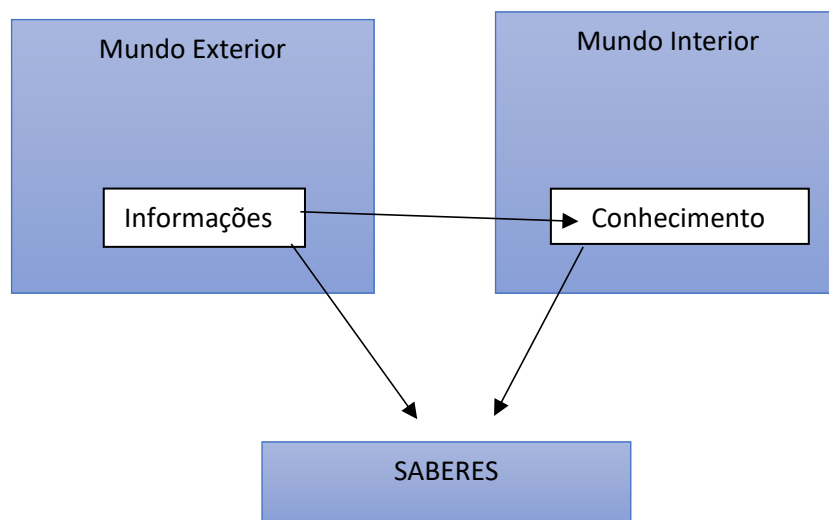 Mundo Exterior
Mundo Interior
Informações
Conhecimento
SABERES